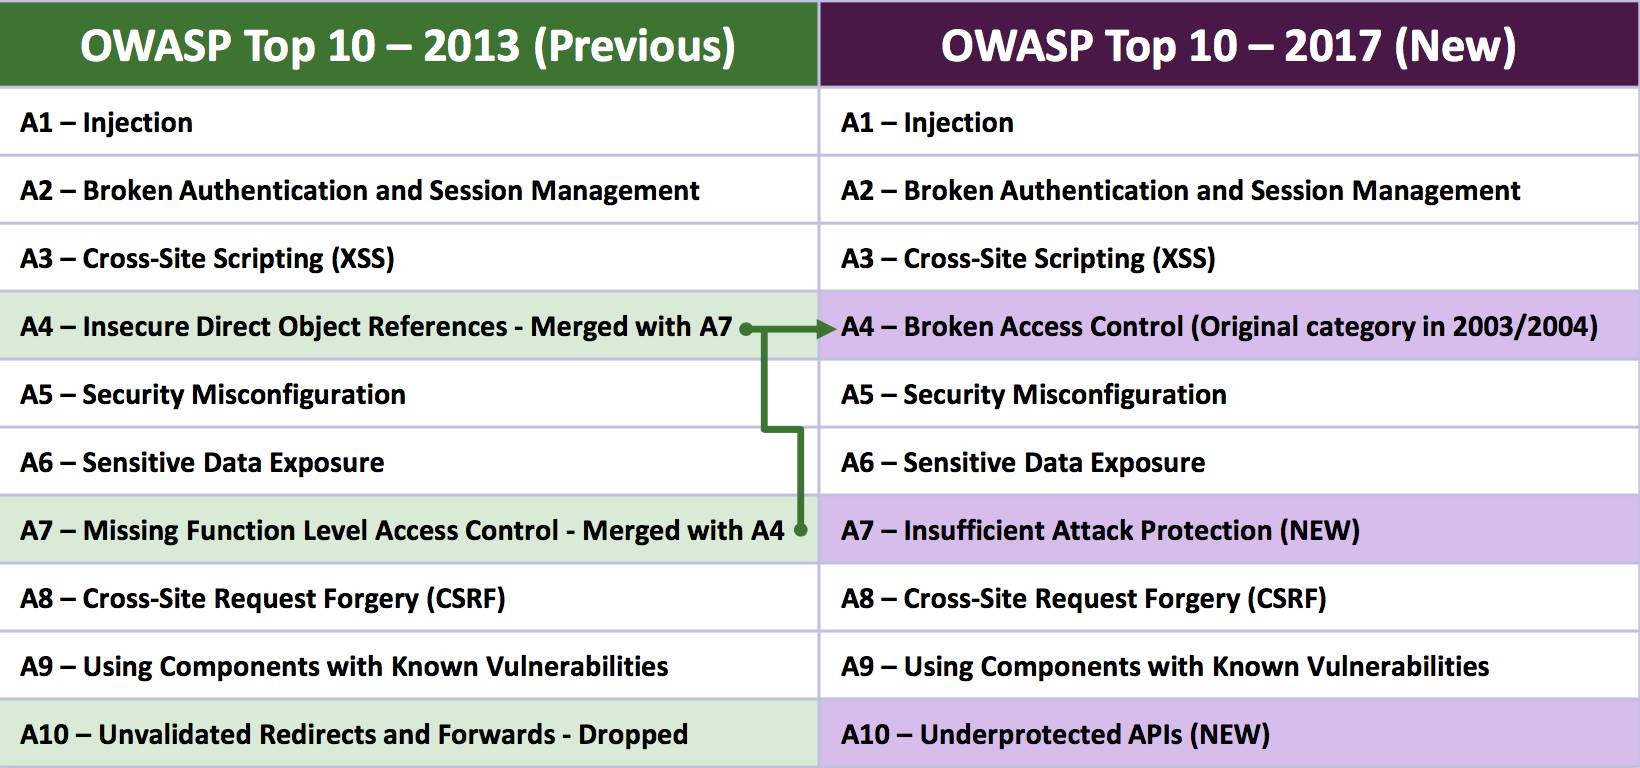 OWASP Top 10 – 2013 (Previous)
OWASP Top 10 – 2017 (New)
A1 – Injection
A1 – Injection
A2 – Broken Authentication and Session Management
A2 – Broken Authentication and Session Management
A3 – Cross-Site Scripting (XSS)
A3 – Cross-Site Scripting (XSS)
A4 – Insecure Direct Object References - Merged with A7
A4 – Broken Access Control (Original category in 2003/2004)
A5 – Security Misconfiguration
A5 – Security Misconfiguration
A6 – Sensitive Data Exposure
A6 – Sensitive Data Exposure
A7 – Missing Function Level Access Control - Merged with A4
A7 – Insufficient Attack Protection (NEW)
A8 – Cross-Site Request Forgery (CSRF)
A8 – Cross-Site Request Forgery (CSRF)
A9 – Using Components with Known Vulnerabilities
A9 – Using Components with Known Vulnerabilities
A10 – Unvalidated Redirects and Forwards - Dropped
A10 – Underprotected APIs (NEW)